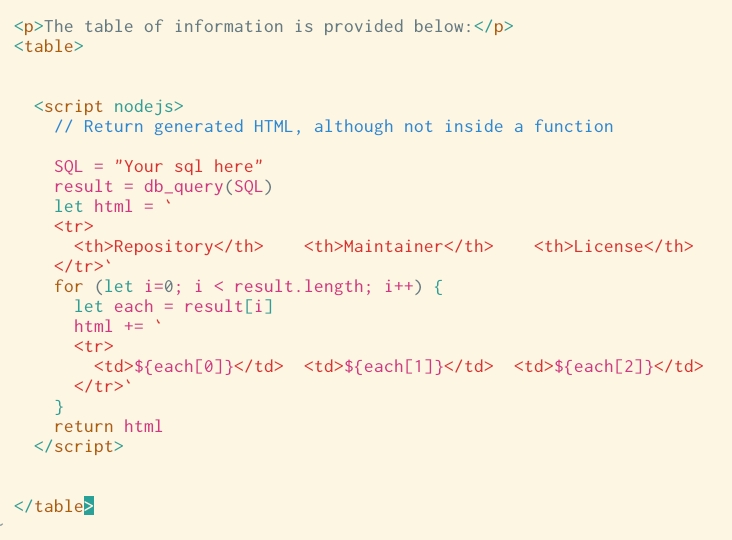 <p>The table of information is provided below:</p>
<table>
<script nodejs>
// Return generated HTML, although not inside a function
SQL = "Your sql here"
result = db_query(SQL)
let html = `
<tr>
<th>Repository</th> <th>Maintainer</th> <th>License</th>
</tr>`
for (let i=0; i < result.length; i++) {
let each = result[i]
html += `
<tr>
<td>${each[0]}</td> <td>${each[1]}</td> <td>${each[2]}</td>
</tr>`
}
return html
</script>
</table>